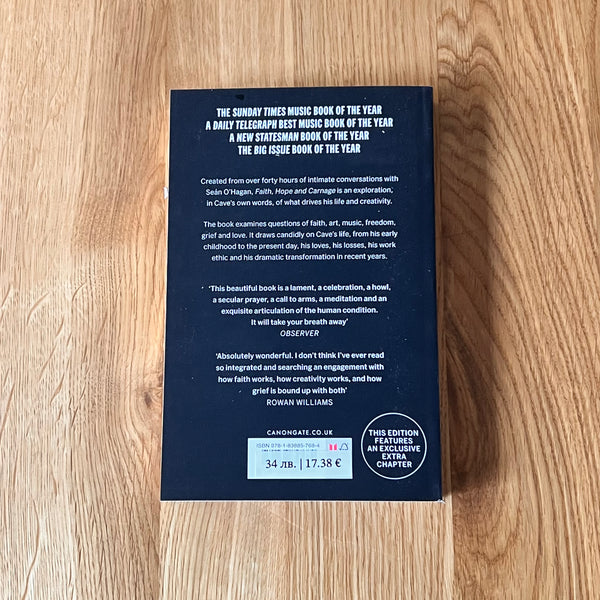 THE SUNDAY TIMES MUSIC BOOK OF THE YEAR
A DAILY TELEGRAPH BEST MUSIC BOOK OF THE YEAR
A NEW STATESMAN BOOK OF THE YEAR
THE BIG ISSUE BOOK OF THE YEAR
Created from over forty hours of intimate conversations with
Seán O'Hagan, Faith, Hope and Carnage is an exploration,
in Cave's own words, of what drives his life and creativity.
The book examines questions of faith, art, music, freedom,
grief and love. It draws candidly on Cave's life, from his early
childhood to the present day, his loves, his losses, his work
ethic and his dramatic transformation in recent years.
'This beautiful book is a lament, a celebration, a howl,
a secular prayer, a call to arms, a meditation and an
exquisite articulation of the human condition.
It will take your breath away'
OBSERVER
'Absolutely wonderful. I don't think I've ever read
so integrated and searching an engagement with
how faith works, how creativity works, and how
grief is bound up with both'
ROWAN WILLIAMS
CANONGATE.CO.UK
ISBN 978-1-83885-768-4
34 лв. | 17.38 €
THIS EDITION
FEATURES
AN EXCLUSIVE
EXTRA
CHAPTER